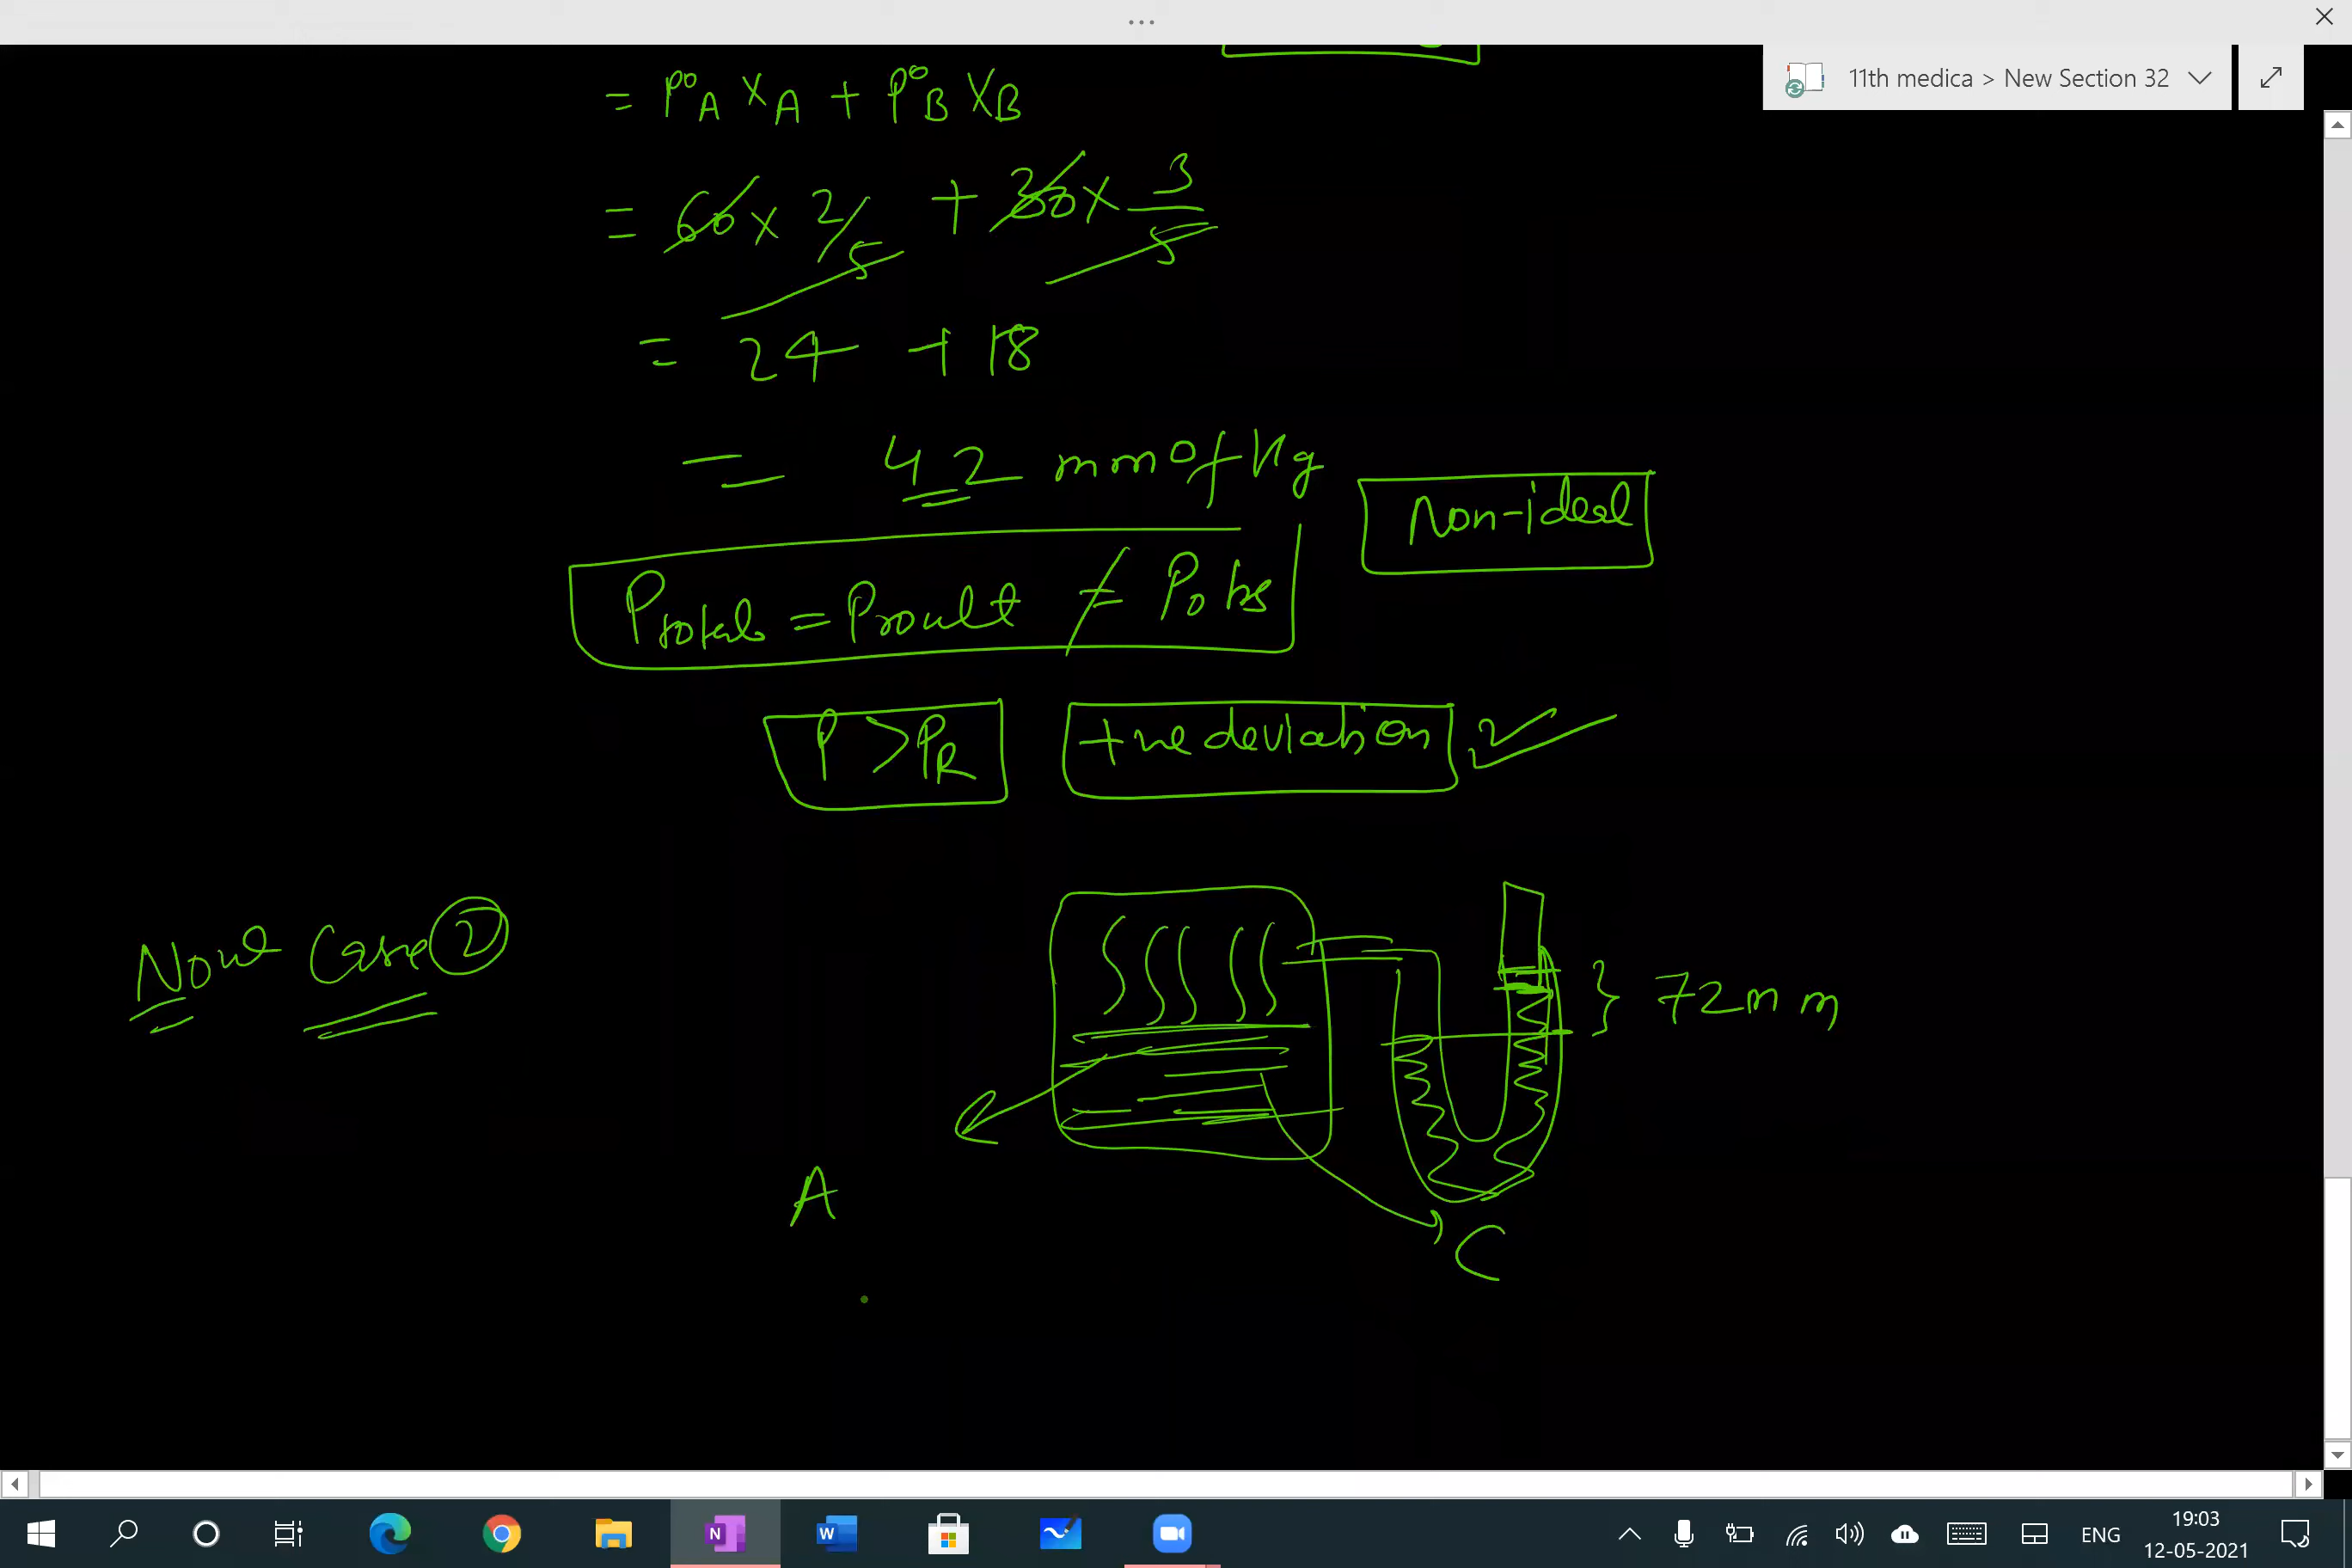 11th medica > New Section 32
= P°A XA + P°B XB
= 60 x 2/5 + 30 x 3/5
= 24 + 18
= 42 mm of Hg
Non-ideal
Ptotal = Proult ≠ Pobs
P > PR
+ve deviation
Now Case 2
72 mm
A
C
N
W
ENG
19:03
12-05-2021